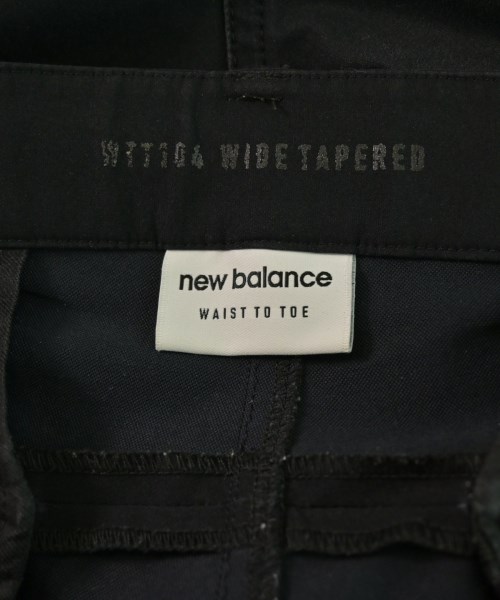 WTT104 WIDE TAPERED
new balance
WAIST TO TOE